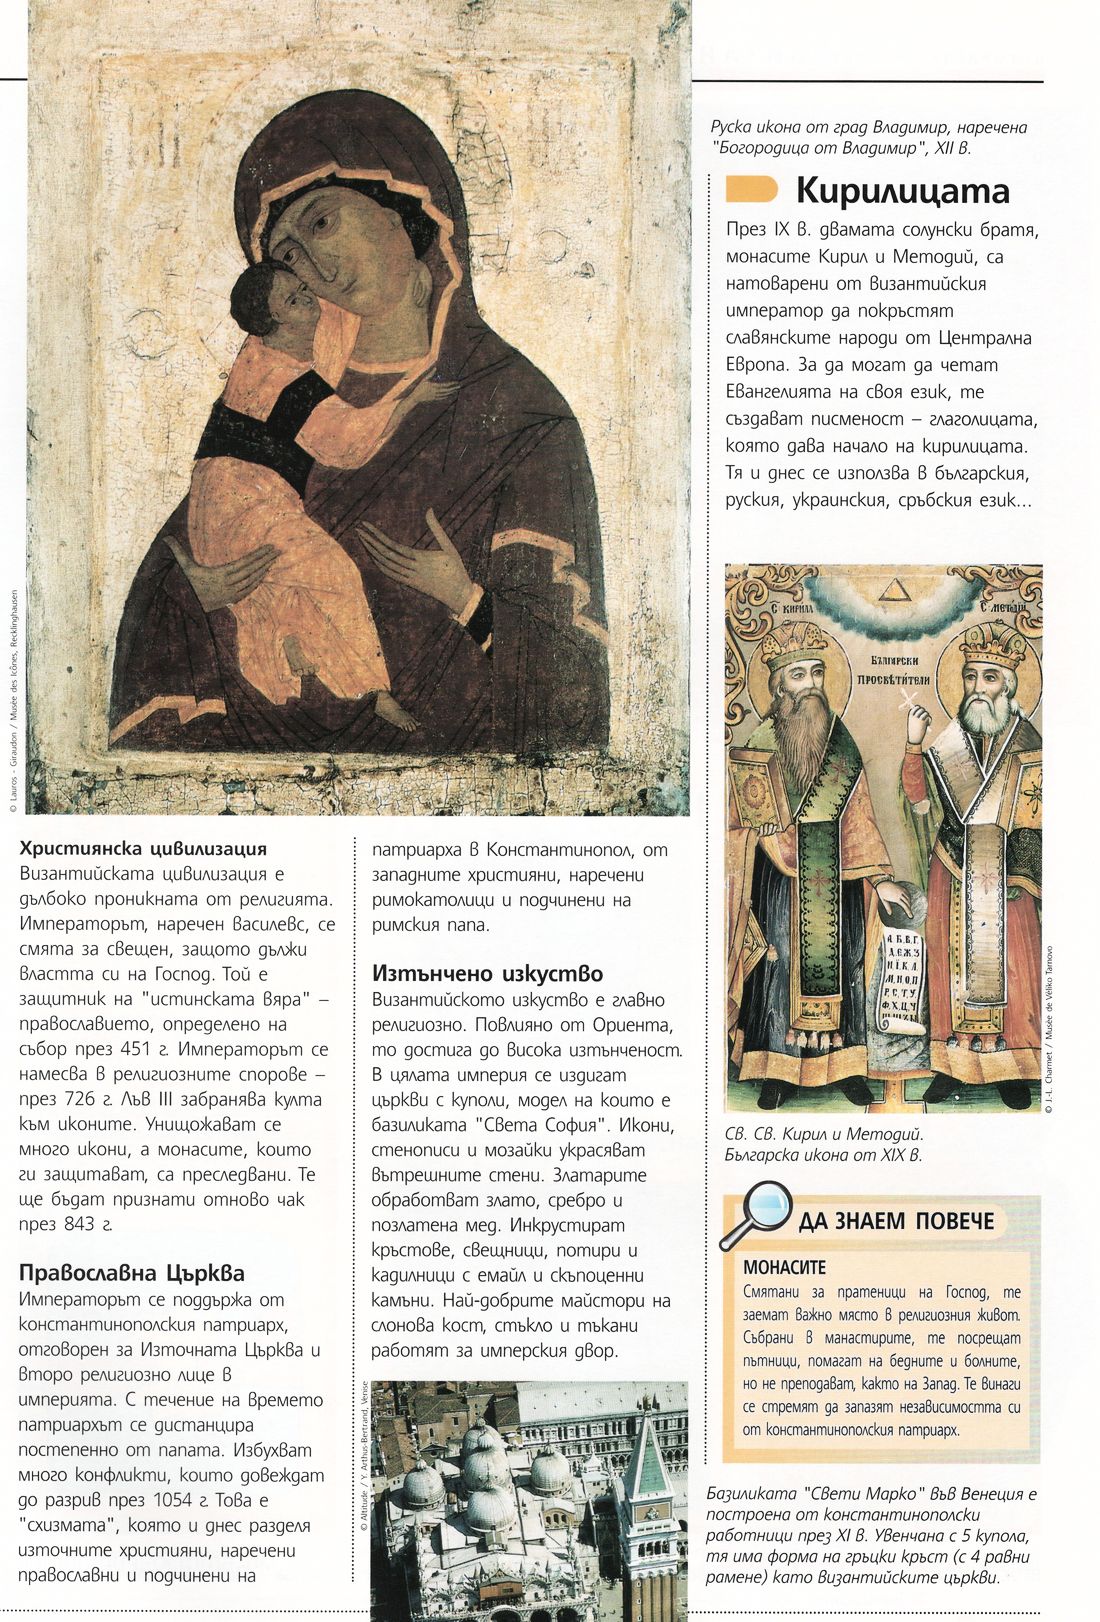 Руска икона от град Владимир, наречена
"Богородица от Владимир", XII в.
Кирилицата
През IX в. двамата солунски братя,
монасите Кирил и Методий, са
натоварени от византийския
император да покръстят
славянските народи от Централна
Европа. За да могат да четат
Евангелията на своя език, те
създават писменост – глаголицата,
която дава начало на кирилицата.
Тя и днес се използва в българския,
руския, украинския, сръбския език...
© Lauros - Giraudon / Musée des Icônes, Recklinghausen
С КИРИЛЛ
С МЕТОДІЙ
БЪЛГАРСКИ
ПРОСВѢТИТЕЛИ
А, Б, В, Г,
Д, Е, Ж, З
И, І, К, Л,
М, Н, О, П
Р, С, Т, У
Ф, Х, Ц, Ч
© J.-L. Charmet / Musée de Véliko Tarnovo
СВ. СВ. Кирил и Методий.
Българска икона от XIX в.
Християнска цивилизация
Византийската цивилизация е
дълбоко проникната от религията.
Императорът, наречен василевс, се
смята за свещен, защото дължи
властта си на Господ. Той е
защитник на "истинската вяра" –
православието, определено на
събор през 451 г. Императорът се
намесва в религиозните спорове –
през 726 г. Лъв III забранява култа
към иконите. Унищожават се
много икони, а монасите, които
ги защитават, са преследвани. Те
ще бъдат признати отново чак
през 843 г.
Православна Църква
Императорът се поддържа от
константинополския патриарх,
отговорен за Източната Църква и
второ религиозно лице в
империята. С течение на времето
патриархът се дистанцира
постепенно от папата. Избухват
много конфликти, които довеждат
до разрив през 1054 г. Това е
"схизмата", която и днес разделя
източните християни, наречени
православни и подчинени на
патриарха в Константинопол, от
западните християни, наречени
римокатолици и подчинени на
римския папа.
Изтънчено изкуство
Византийското изкуство е главно
религиозно. Повлияно от Ориента,
то достига до висока изтънченост.
В цялата империя се издигат
църкви с куполи, модел на които е
базиликата "Света София". Икони,
стенописи и мозайки украсяват
вътрешните стени. Златарите
обработват злато, сребро и
позлатена мед. Инкрустират
кръстове, свещници, потири и
кадилници с емайл и скъпоценни
камъни. Най-добрите майстори на
слонова кост, стъкло и тъкани
работят за имперския двор.
© Altitude / Y. Arthus-Bertrand, Venise
ДА ЗНАЕМ ПОВЕЧЕ
МОНАСИТЕ
Смятани за пратеници на Господ, те
заемат важно място в религиозния живот.
Събрани в манастирите, те посрещат
пътници, помагат на бедните и болните,
но не преподават, както на Запад. Те винаги
се стремят да запазят независимостта си
от константинополския патриарх.
Базиликата "Свети Марко" във Венеция е
построена от константинополски
работници през XI в. Увенчана с 5 купола,
тя има форма на гръцки кръст (с 4 равни
рамене) като византийските църкви.